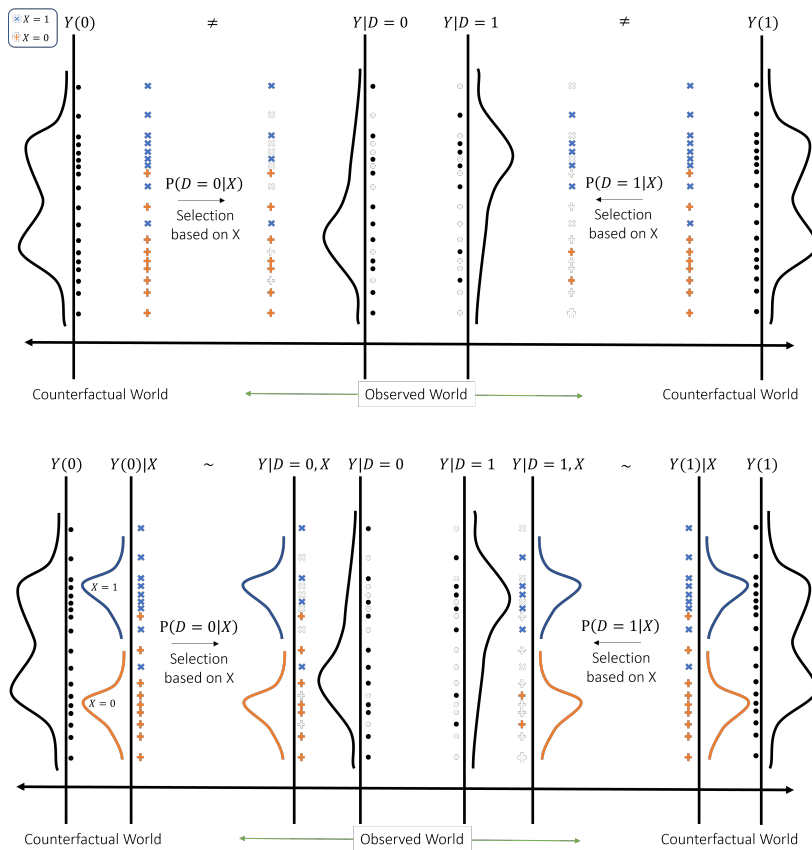 X = 1
X = 0
Y(0) ≠ Y|D = 0 Y|D = 1 ≠ Y(1)
P(D = 0|X)
Selection
based on X
P(D = 1|X)
Selection
based on X
Counterfactual World Observed World Counterfactual World
Y(0) Y(0)|X ~ Y|D = 0, X Y|D = 0 Y|D = 1 Y|D = 1, X ~ Y(1)|X Y(1)
X = 1
P(D = 0|X)
Selection
based on X
P(D = 1|X)
Selection
based on X
X = 0
Counterfactual World Observed World Counterfactual World